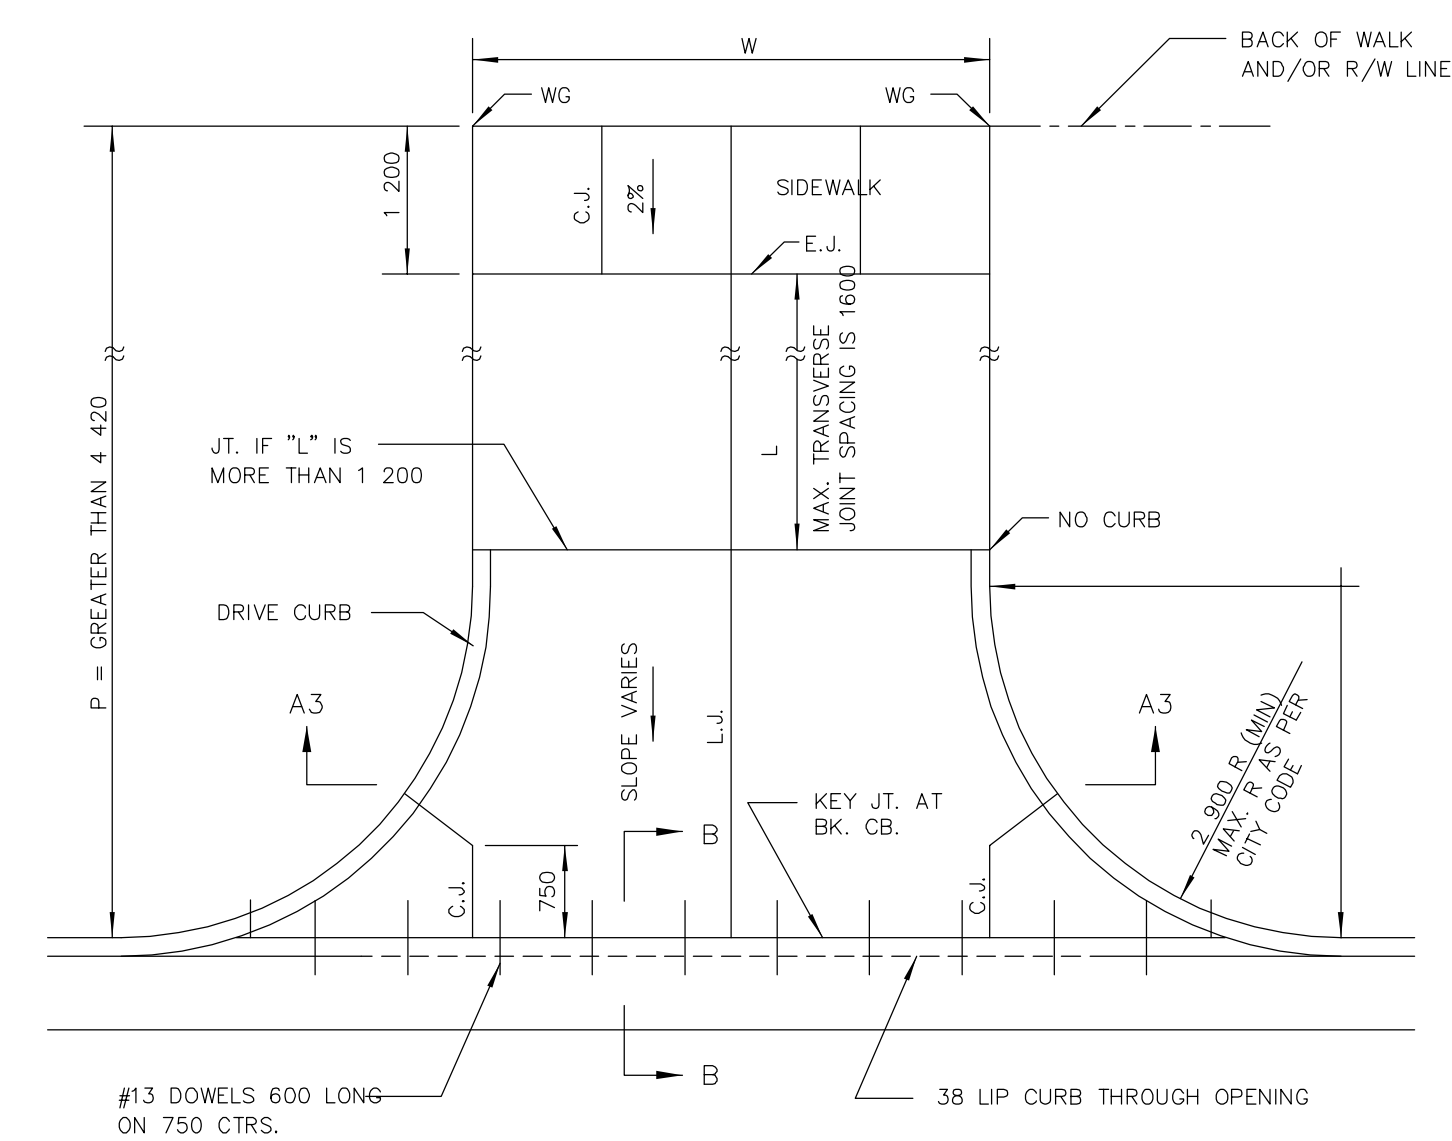 W
BACK OF WALK
AND/OR R/W LINE
WG
WG
1 200
C.J.
2%
SIDEWALK
E.J.
MAX. TRANSVERSE
JOINT SPACING IS 1600
L
P = GREATER THAN 4 420
JT. IF "L" IS
MORE THAN 1 200
NO CURB
DRIVE CURB
SLOPE VARIES
A3
L.J.
A3
2 900 R (MIN)
MAX. R AS PER
CITY CODE
KEY JT. AT
BK. CB.
B
C.J.
750
C.J.
B
#13 DOWELS 600 LONG
ON 750 CTRS.
38 LIP CURB THROUGH OPENING